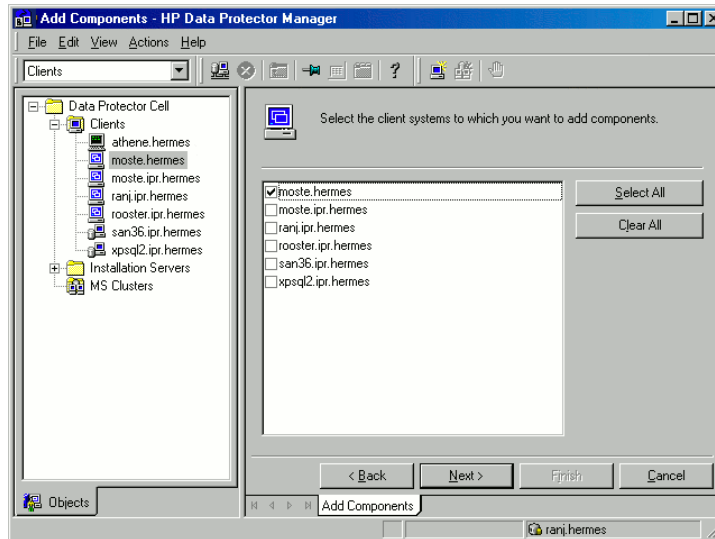 Add Components - HP Data Protector Manager
File Edit View Actions Help
Clients
Data Protector Cell
Clients
athene.hermes
moste.hermes
moste.ipr.hermes
ranj.ipr.hermes
rooster.ipr.hermes
san36.ipr.hermes
xpsql2.ipr.hermes
Installation Servers
MS Clusters
Objects
Select the client systems to which you want to add components.
moste.hermes
moste.ipr.hermes
ranj.ipr.hermes
rooster.ipr.hermes
san36.ipr.hermes
xpsql2.ipr.hermes
Select All
Clear All
< Back Next > Finish Cancel
Add Components
ranj.hermes